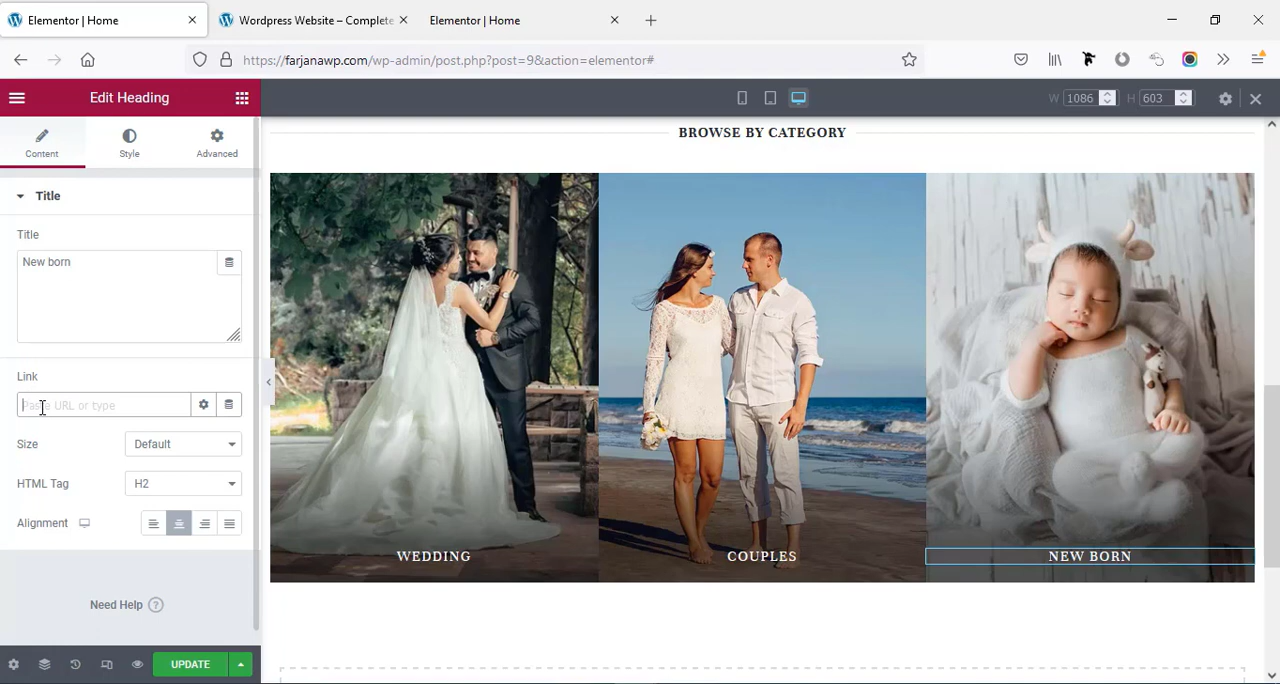 Elementor | Home
Wordpress Website – Complete
Elementor | Home
https://farjanawp.com/wp-admin/post.php?post=9&action=elementor#
Edit Heading
W 1086 H 603
Content
Style
Advanced
Title
Title
New born
Link
Paste URL or type
Size
Default
HTML Tag
H2
Alignment
Need Help ?
UPDATE
BROWSE BY CATEGORY
WEDDING
COUPLES
NEW BORN